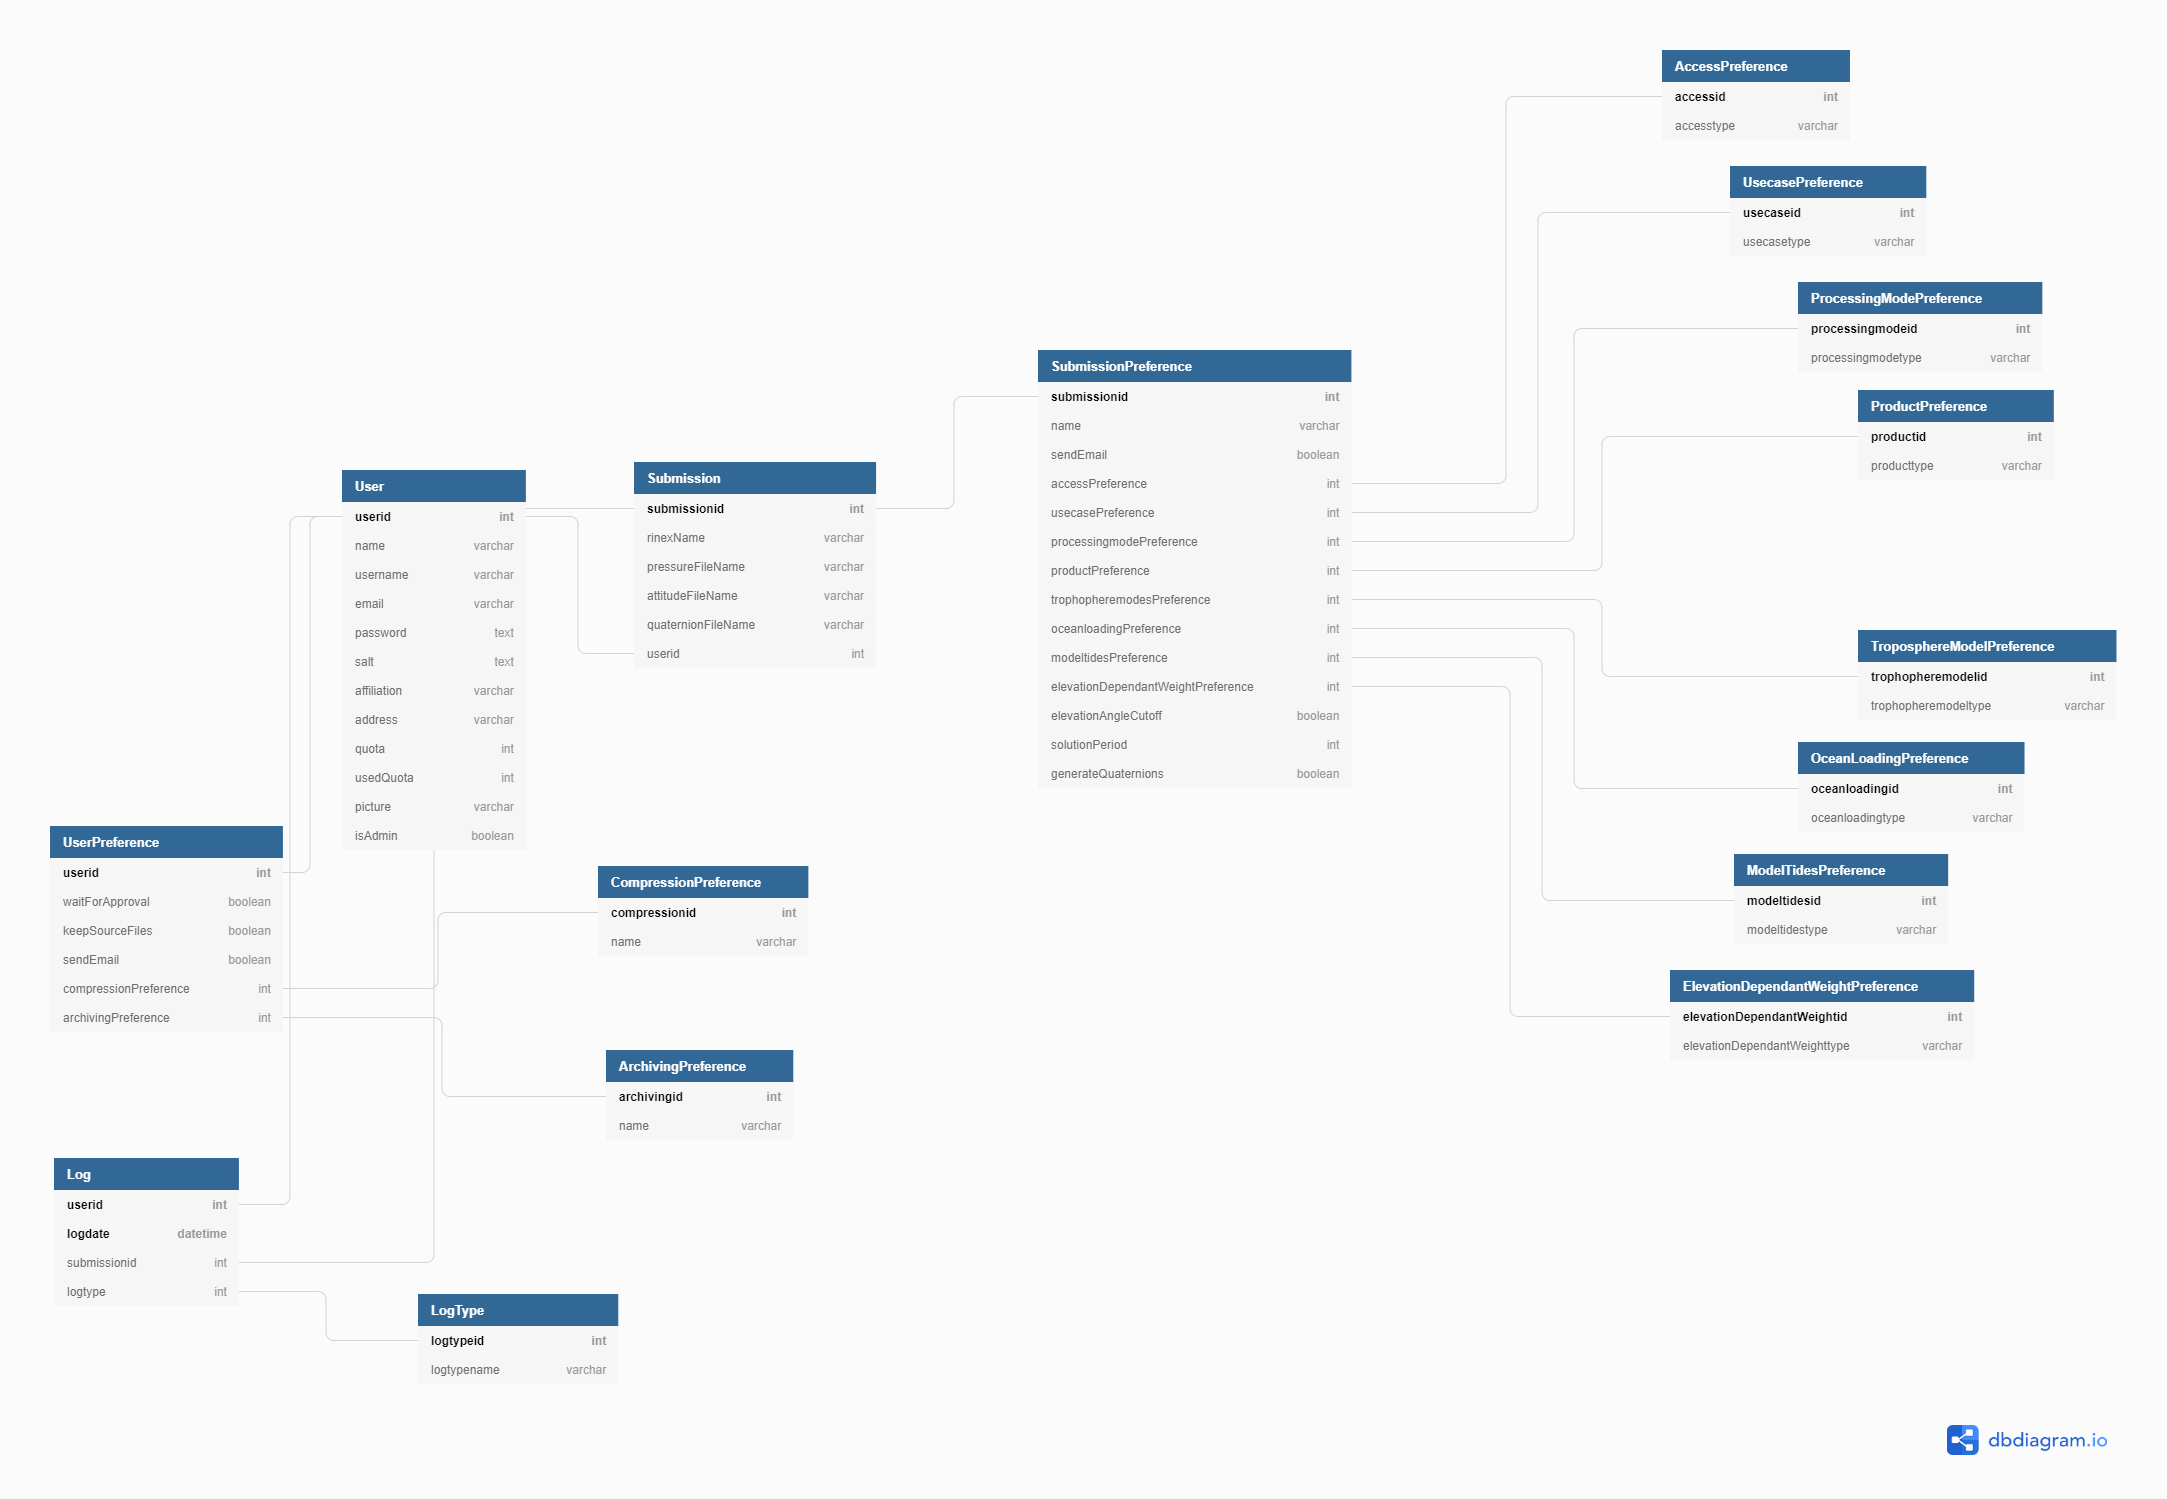 AccessPreference
accessid int
accesstype varchar
UsecasePreference
usecaseid int
usecasetype varchar
ProcessingModePreference
processingmodeid int
processingmodetype varchar
ProductPreference
productid int
producttype varchar
SubmissionPreference
submissionid int
name varchar
sendEmail boolean
accessPreference int
usecasePreference int
processingmodePreference int
productPreference int
trophopheremodesPreference int
oceanloadingPreference int
modeltidesPreference int
elevationDependantWeightPreference int
elevationAngleCutoff boolean
solutionPeriod int
generateQuaternions boolean
User
userid int
name varchar
username varchar
email varchar
password text
salt text
affiliation varchar
address varchar
quota int
usedQuota int
picture varchar
isAdmin boolean
Submission
submissionid int
rinexName varchar
pressureFileName varchar
attitudeFileName varchar
quaternionFileName varchar
userid int
TroposphereModelPreference
trophopheremodelid int
trophopheremodeltype varchar
OceanLoadingPreference
oceanloadingid int
oceanloadingtype varchar
ModelTidesPreference
modeltidesid int
modeltidestype varchar
ElevationDependantWeightPreference
elevationDependantWeightid int
elevationDependantWeighttype varchar
UserPreference
userid int
waitForApproval boolean
keepSourceFiles boolean
sendEmail boolean
compressionPreference int
archivingPreference int
CompressionPreference
compressionid int
name varchar
ArchivingPreference
archivingid int
name varchar
Log
userid int
logdate datetime
submissionid int
logtype int
LogType
logtypeid int
logtypename varchar
dbdiagram.io